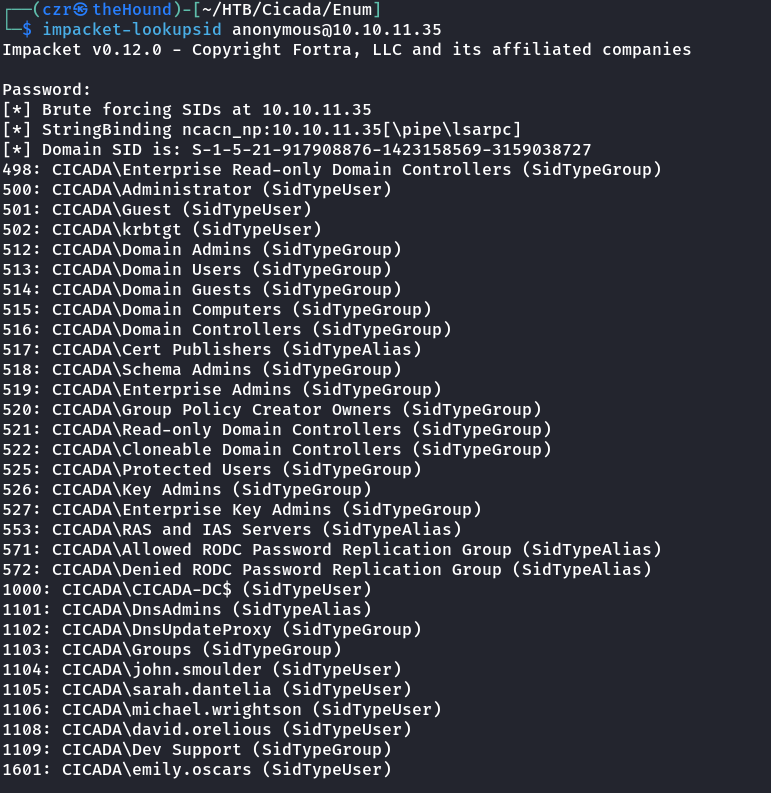 ┌──(czr㉿theHound)-[~/HTB/Cicada/Enum]
└─$ impacket-lookupsid anonymous@10.10.11.35
Impacket v0.12.0 - Copyright Fortra, LLC and its affiliated companies
Password:
[*] Brute forcing SIDs at 10.10.11.35
[*] StringBinding ncacn_np:10.10.11.35[\pipe\lsarpc]
[*] Domain SID is: S-1-5-21-917908876-1423158569-3159038727
498: CICADA\Enterprise Read-only Domain Controllers (SidTypeGroup)
500: CICADA\Administrator (SidTypeUser)
501: CICADA\Guest (SidTypeUser)
502: CICADA\krbtgt (SidTypeUser)
512: CICADA\Domain Admins (SidTypeGroup)
513: CICADA\Domain Users (SidTypeGroup)
514: CICADA\Domain Guests (SidTypeGroup)
515: CICADA\Domain Computers (SidTypeGroup)
516: CICADA\Domain Controllers (SidTypeGroup)
517: CICADA\Cert Publishers (SidTypeAlias)
518: CICADA\Schema Admins (SidTypeGroup)
519: CICADA\Enterprise Admins (SidTypeGroup)
520: CICADA\Group Policy Creator Owners (SidTypeGroup)
521: CICADA\Read-only Domain Controllers (SidTypeGroup)
522: CICADA\Cloneable Domain Controllers (SidTypeGroup)
525: CICADA\Protected Users (SidTypeGroup)
526: CICADA\Key Admins (SidTypeGroup)
527: CICADA\Enterprise Key Admins (SidTypeGroup)
553: CICADA\RAS and IAS Servers (SidTypeAlias)
571: CICADA\Allowed RODC Password Replication Group (SidTypeAlias)
572: CICADA\Denied RODC Password Replication Group (SidTypeAlias)
1000: CICADA\CICADA-DC$ (SidTypeUser)
1101: CICADA\DnsAdmins (SidTypeAlias)
1102: CICADA\DnsUpdateProxy (SidTypeGroup)
1103: CICADA\Groups (SidTypeGroup)
1104: CICADA\john.smoulder (SidTypeUser)
1105: CICADA\sarah.dantelia (SidTypeUser)
1106: CICADA\michael.wrightson (SidTypeUser)
1108: CICADA\david.orelious (SidTypeUser)
1109: CICADA\Dev Support (SidTypeGroup)
1601: CICADA\emily.oscars (SidTypeUser)